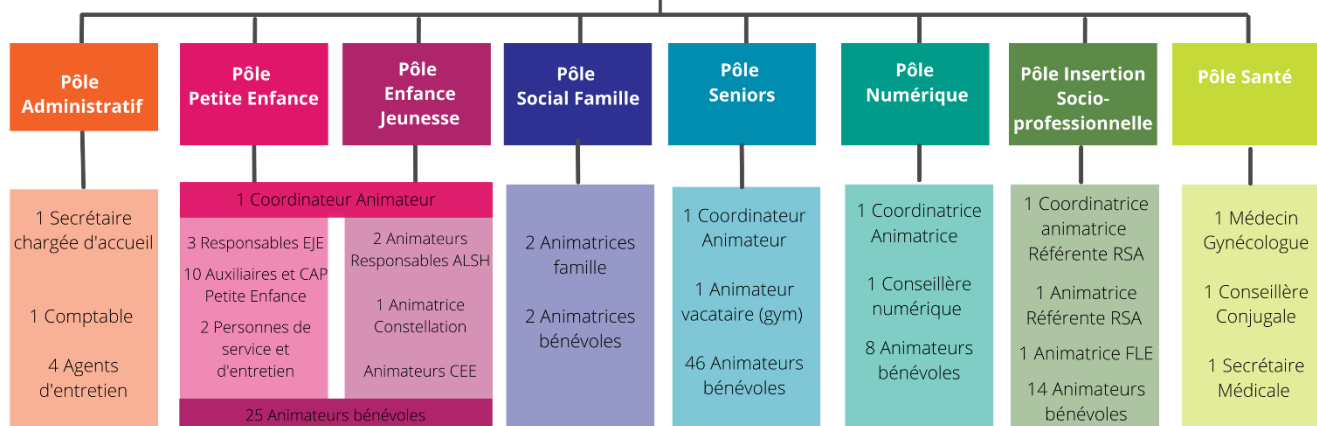 Pôle
Administratif
1 Secrétaire
chargée d'accueil
1 Comptable
4 Agents
d'entretien
Pôle
Petite Enfance
Pôle
Enfance
Jeunesse
1 Coordinateur Animateur
3 Responsables EJE
10 Auxiliaires et CAP
Petite Enfance
2 Personnes de
service et
d'entretien
2 Animateurs
Responsables ALSH
1 Animatrice
Constellation
Animateurs CEE
25 Animateurs bénévoles
Pôle
Social Famille
2 Animatrices
famille
2 Animatrices
bénévoles
Pôle
Seniors
1 Coordinateur
Animateur
1 Animateur
vacataire (gym)
46 Animateurs
bénévoles
Pôle
Numérique
1 Coordinatrice
Animatrice
1 Conseillère
numérique
8 Animateurs
bénévoles
Pôle Insertion
Socio-
professionnelle
1 Coordinatrice
animatrice
Référente RSA
1 Animatrice
Référente RSA
1 Animatrice FLE
14 Animateurs
bénévoles
Pôle Santé
1 Médecin
Gynécologue
1 Conseillère
Conjugale
1 Secrétaire
Médicale